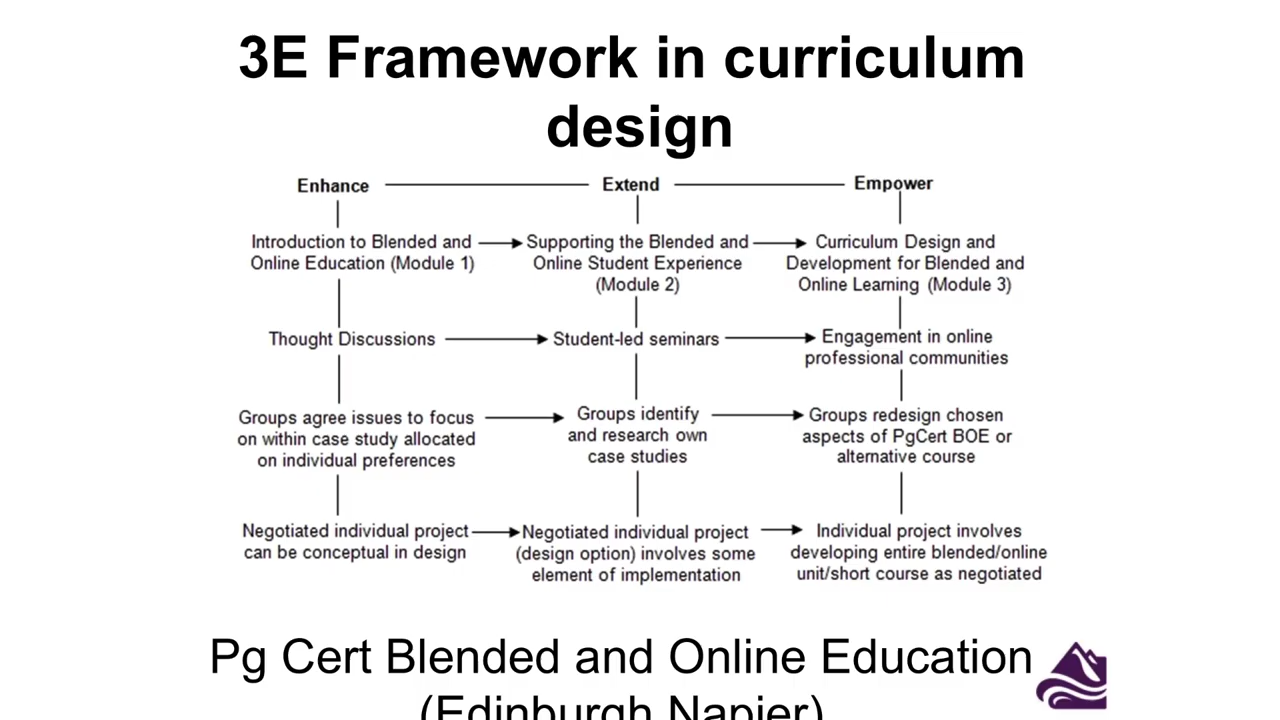 3E Framework in curriculum
design
Enhance
Extend
Empower
Introduction to Blended and
Online Education (Module 1)
Supporting the Blended and
Online Student Experience
(Module 2)
Curriculum Design and
Development for Blended and
Online Learning (Module 3)
Thought Discussions
Student-led seminars
Engagement in online
professional communities
Groups agree issues to focus
on within case study allocated
on individual preferences
Groups identify
and research own
case studies
Groups redesign chosen
aspects of PgCert BOE or
alternative course
Negotiated individual project
can be conceptual in design
Negotiated individual project
(design option) involves some
element of implementation
Individual project involves
developing entire blended/online
unit/short course as negotiated
Pg Cert Blended and Online Education
(Edinburgh Napier)